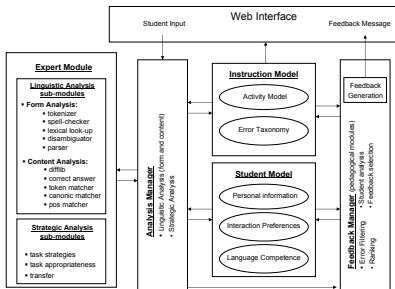 Web Interface
Student Input
Feedback Message
Expert Module
Linguistic Analysis
sub-modules
• Form Analysis:
• tokenizer
• spell-checker
• lexical look-up
• disambiguator
• parser
• Content Analysis:
• difflib
• correct answer
• token matcher
• canonic matcher
• pos matcher
Strategic Analysis
sub-modules
• task strategies
• task appropriateness
• transfer
Analysis Manager
• Linguistic Analysis (form and content)
• Strategic Analysis
Instruction Model
Activity Model
Error Taxonomy
Student Model
Personal information
Interaction Preferences
Language Competence
Feedback
Generation
Feedback Manager (pedagogical modules)
• Student analysis
• Feedback selection
• Error Filtering
• Ranking